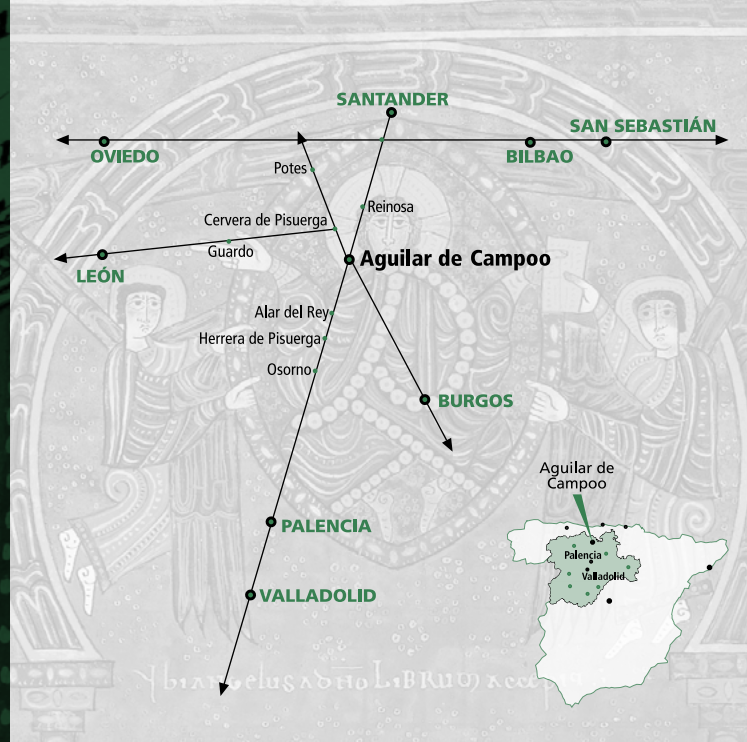 SANTANDER
SAN SEBASTIÁN
OVIEDO
BILBAO
Potes
Reinosa
Cervera de Pisuerga
Guardo
Aguilar de Campoo
LEÓN
Alar del Rey
Herrera de Pisuerga
Osorno
BURGOS
Aguilar de
Campoo
PALENCIA
Palencia
Valladolid
VALLADOLID
LIBRUM